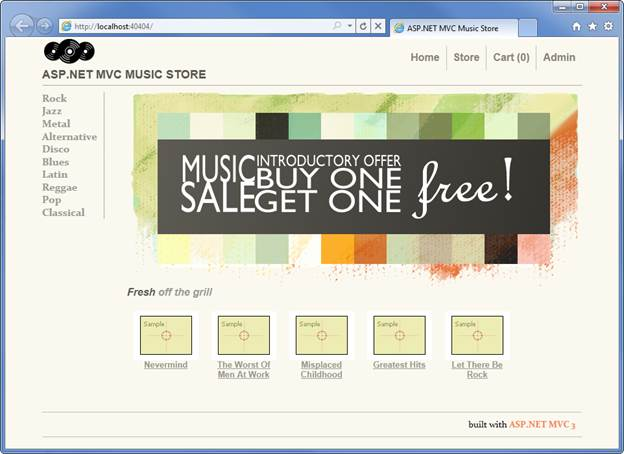 http://localhost:40404/
ASP.NET MVC Music Store
Home Store Cart (0) Admin
ASP.NET MVC MUSIC STORE
Rock
Jazz
Metal
Alternative
Disco
Blues
Latin
Reggae
Pop
Classical
MUSIC SALE
INTRODUCTORY OFFER
BUY ONE
GET ONE
free!
Fresh off the grill
Sample
Sample
Sample
Sample
Sample
Nevermind
The Worst Of
Men At Work
Misplaced
Childhood
Greatest Hits
Let There Be
Rock
built with ASP.NET MVC 3